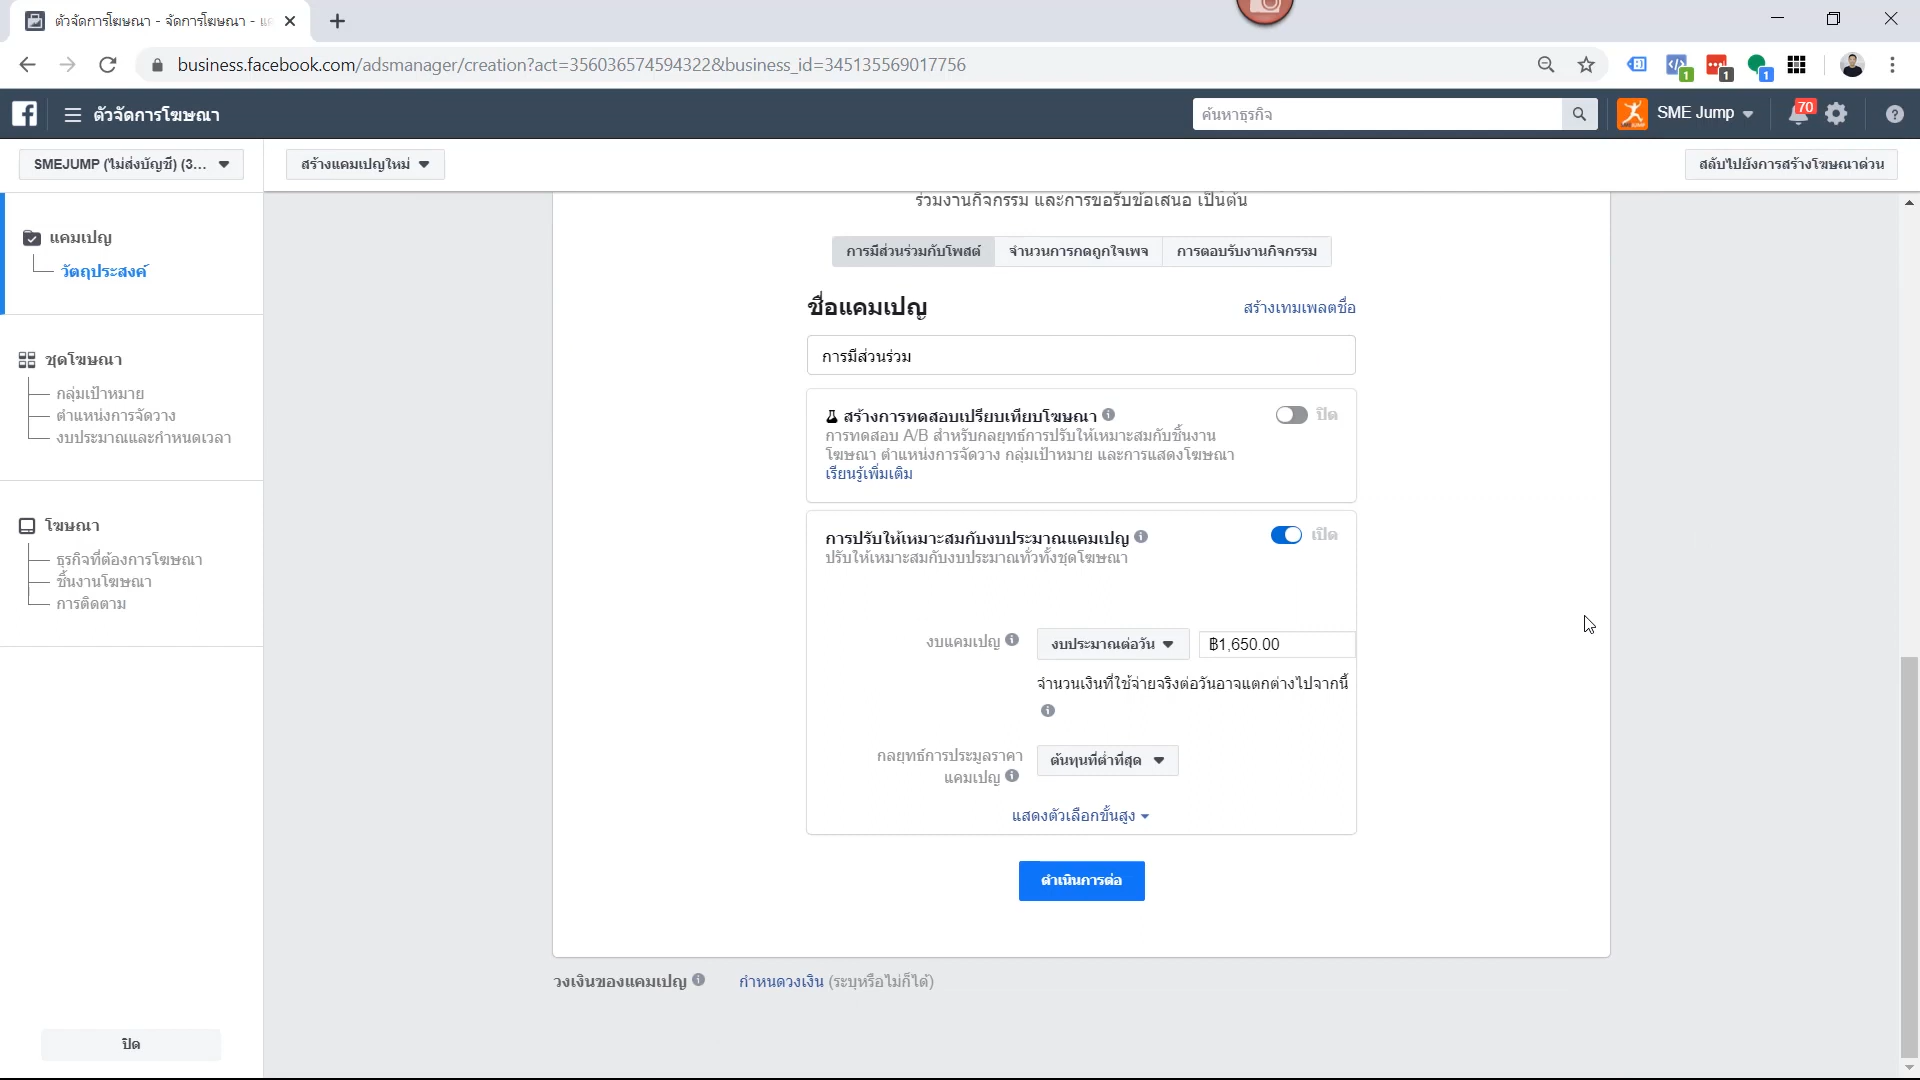 ตัวจัดการโฆษณา - จัดการโฆษณา - แค
business.facebook.com/adsmanager/creation?act=356036574594322&business_id=345135569017756
1
1
1
ตัวจัดการโฆษณา
ค้นหาธุรกิจ
SME Jump
70
SMEJUMP (ไม่ส่งบัญชี) (3...
สร้างแคมเปญใหม่
สลับไปยังการสร้างโฆษณาด่วน
แคมเปญ
วัตถุประสงค์
ชุดโฆษณา
กลุ่มเป้าหมาย
ตำแหน่งการจัดวาง
งบประมาณและกำหนดเวลา
โฆษณา
ธุรกิจที่ต้องการโฆษณา
ชิ้นงานโฆษณา
การติดตาม
ปิด
ร่วมงานกิจกรรม และการขอรับข้อเสนอ เป็นต้น
การมีส่วนร่วมกับโพสต์
จำนวนการกดถูกใจเพจ
การตอบรับงานกิจกรรม
ชื่อแคมเปญ
สร้างเทมเพลตชื่อ
การมีส่วนร่วม
สร้างการทดสอบเปรียบเทียบโฆษณา
ปิด
การทดสอบ A/B สำหรับกลยุทธ์การปรับให้เหมาะสมกับชิ้นงาน
โฆษณา ตำแหน่งการจัดวาง กลุ่มเป้าหมาย และการแสดงโฆษณา
เรียนรู้เพิ่มเติม
การปรับให้เหมาะสมกับงบประมาณแคมเปญ
เปิด
ปรับให้เหมาะสมกับงบประมาณทั่วทั้งชุดโฆษณา
งบแคมเปญ
งบประมาณต่อวัน
฿1,650.00
จำนวนเงินที่ใช้จ่ายจริงต่อวันอาจแตกต่างไปจากนี้
กลยุทธ์การประมูลราคา
แคมเปญ
ต้นทุนที่ต่ำที่สุด
แสดงตัวเลือกขั้นสูง
ดำเนินการต่อ
วงเงินของแคมเปญ
กำหนดวงเงิน (ระบุหรือไม่ก็ได้)